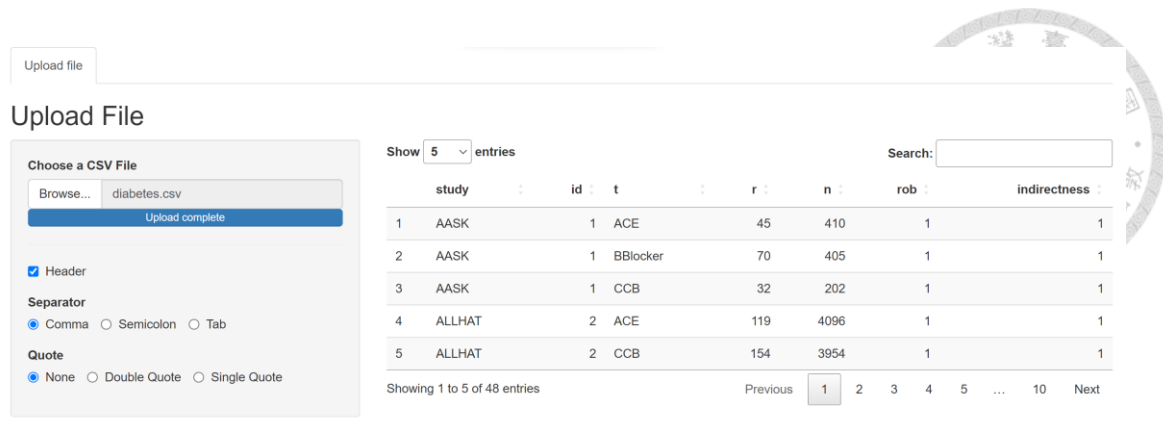 Upload file
Upload File
Choose a CSV File
Browse... diabetes.csv
Upload complete
Header
Separator
Comma Semicolon Tab
Quote
None Double Quote Single Quote
Show 5 entries
Search:
study id t r n rob indirectness
1 AASK 1 ACE 45 410 1 1
2 AASK 1 BBlocker 70 405 1 1
3 AASK 1 CCB 32 202 1 1
4 ALLHAT 2 ACE 119 4096 1 1
5 ALLHAT 2 CCB 154 3954 1 1
Showing 1 to 5 of 48 entries
Previous 1 2 3 4 5 ... 10 Next